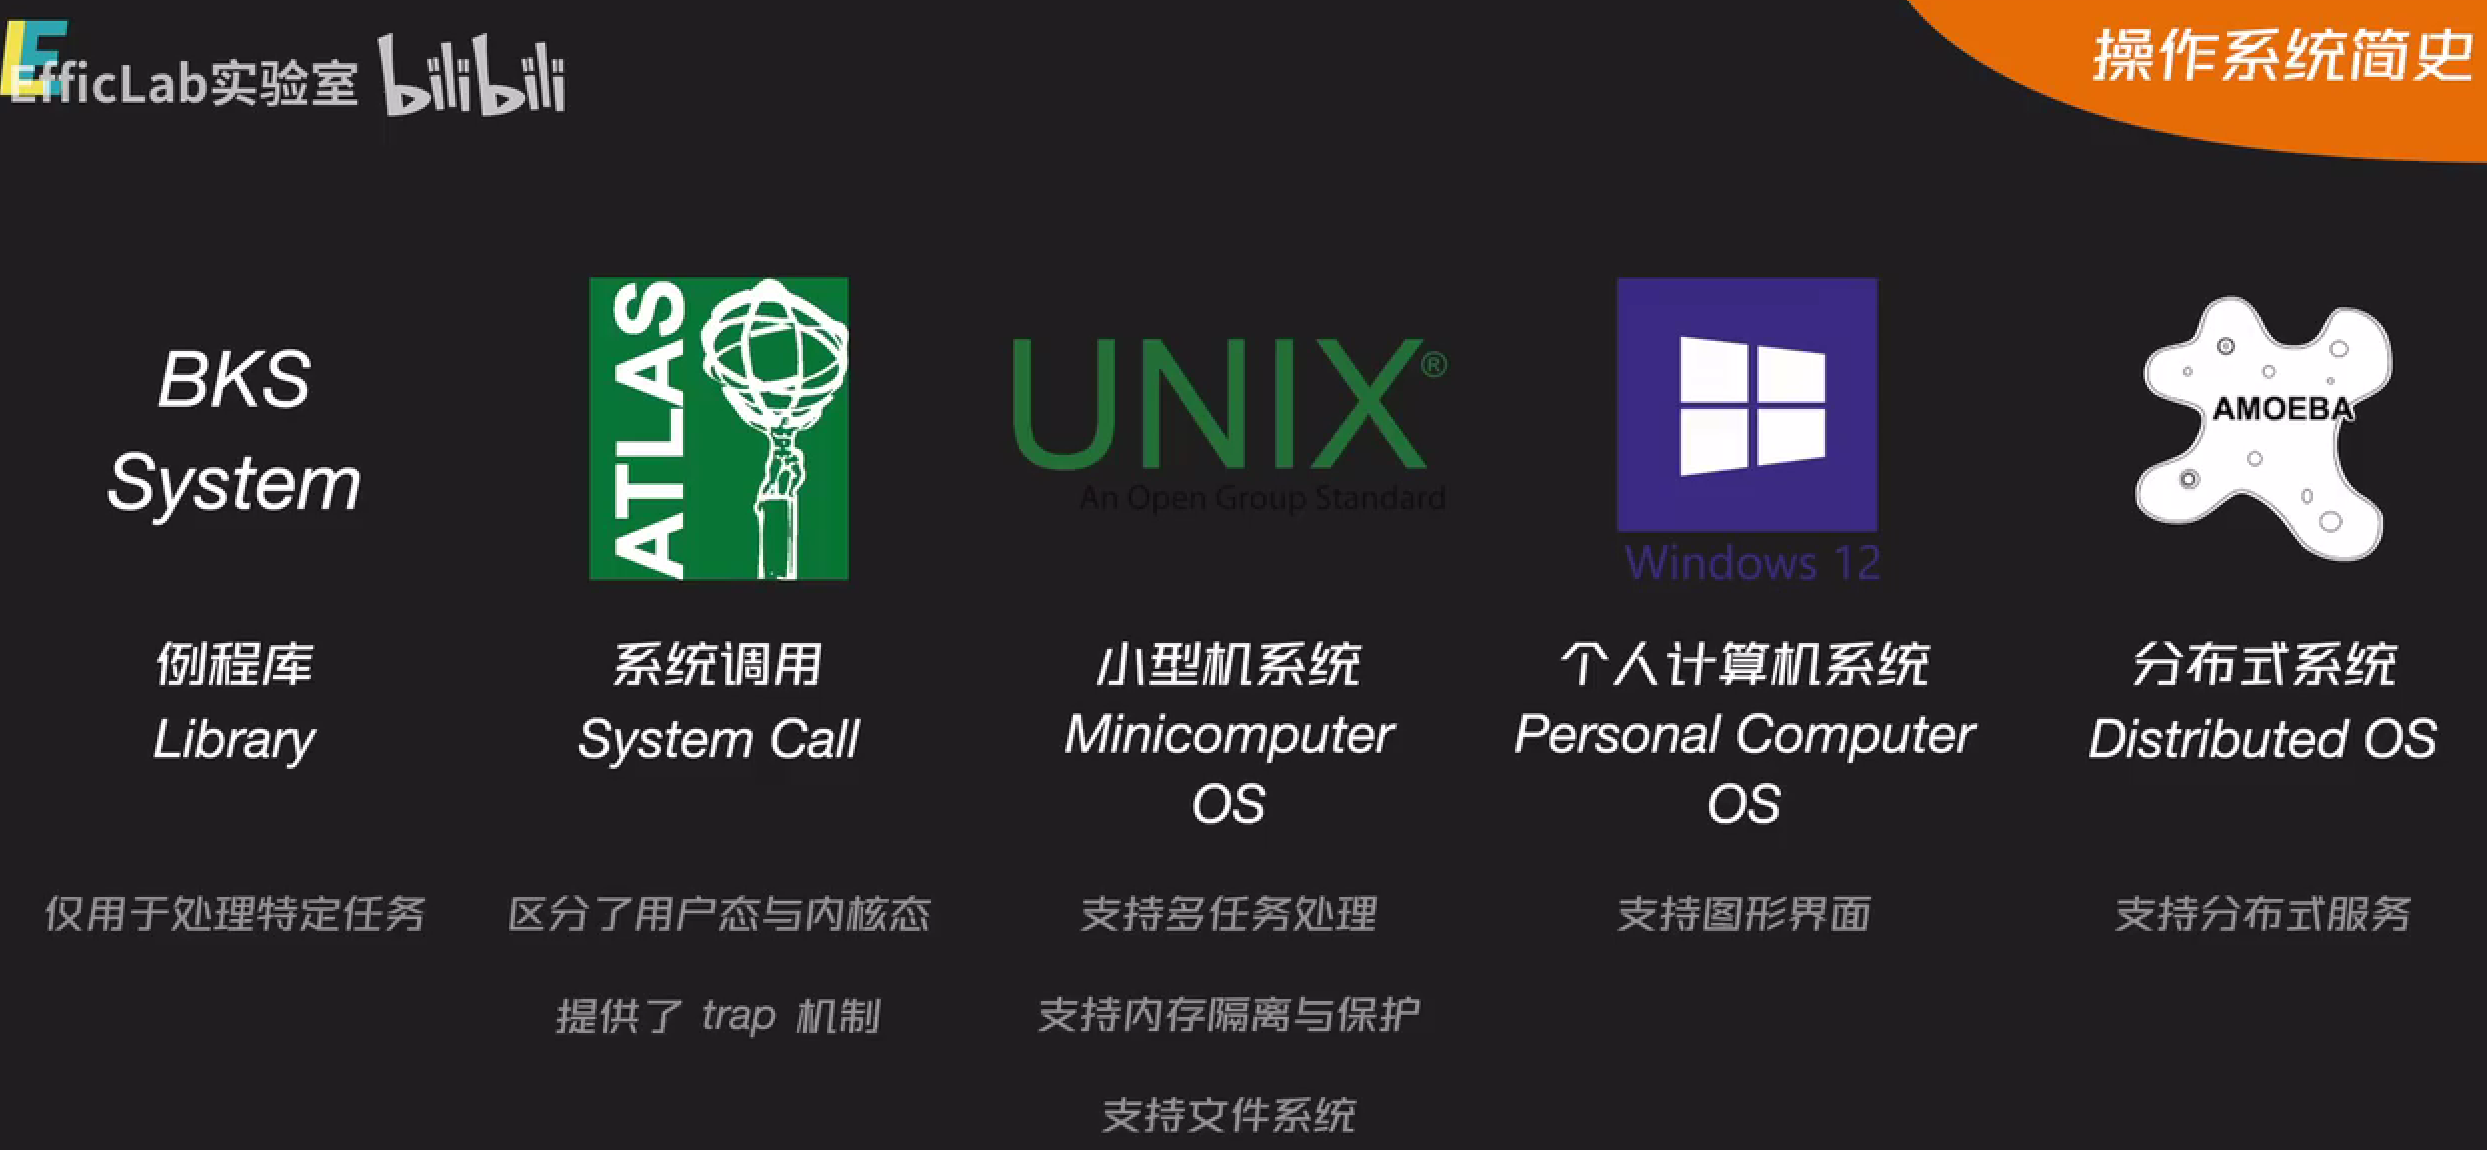 EfficLab实验室 bilibili
操作系统简史
BKS
System
ATLAS
UNIX®
An Open Group Standard
Windows 12
AMOEBA
例程库
Library
系统调用
System Call
小型机系统
Minicomputer
OS
个人计算机系统
Personal Computer
OS
分布式系统
Distributed OS
仅用于处理特定任务
区分了用户态与内核态
提供了 trap 机制
支持多任务处理
支持内存隔离与保护
支持文件系统
支持图形界面
支持分布式服务